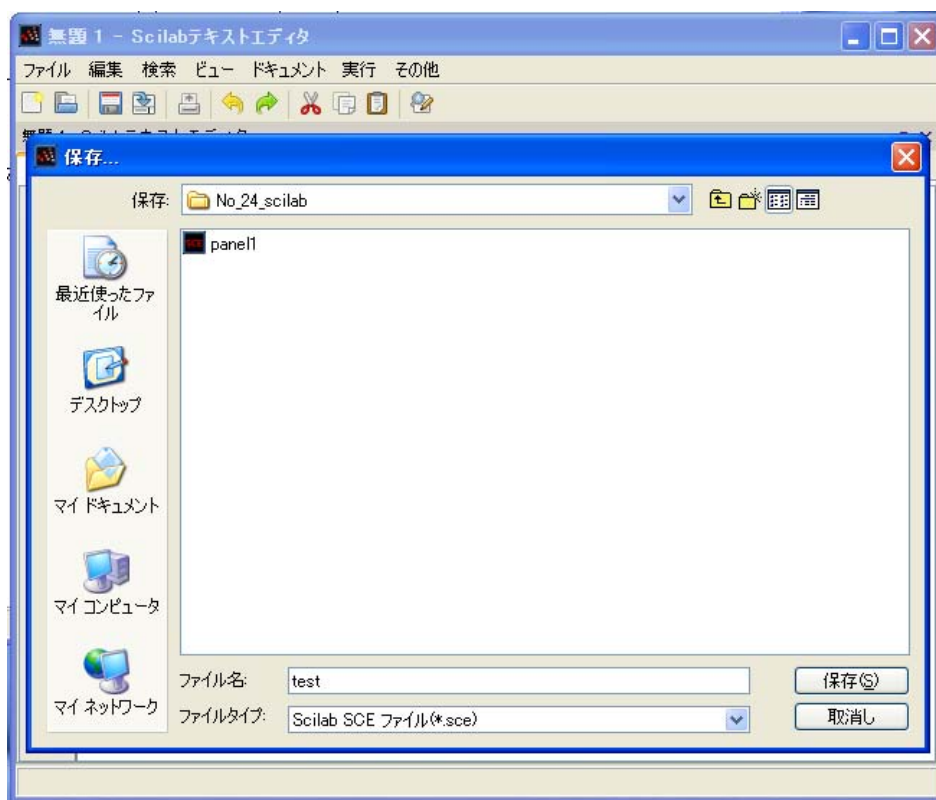 無題 1 - Scilabテキストエディタ
ファイル 編集 検索 ビュー ドキュメント 実行 その他
保存...
保存: No_24_scilab
panel1
最近使ったファイル
デスクトップ
マイ ドキュメント
マイ コンピュータ
マイ ネットワーク
ファイル名: test 保存(S)
ファイルタイプ: Scilab SCE ファイル(*.sce) 取消し